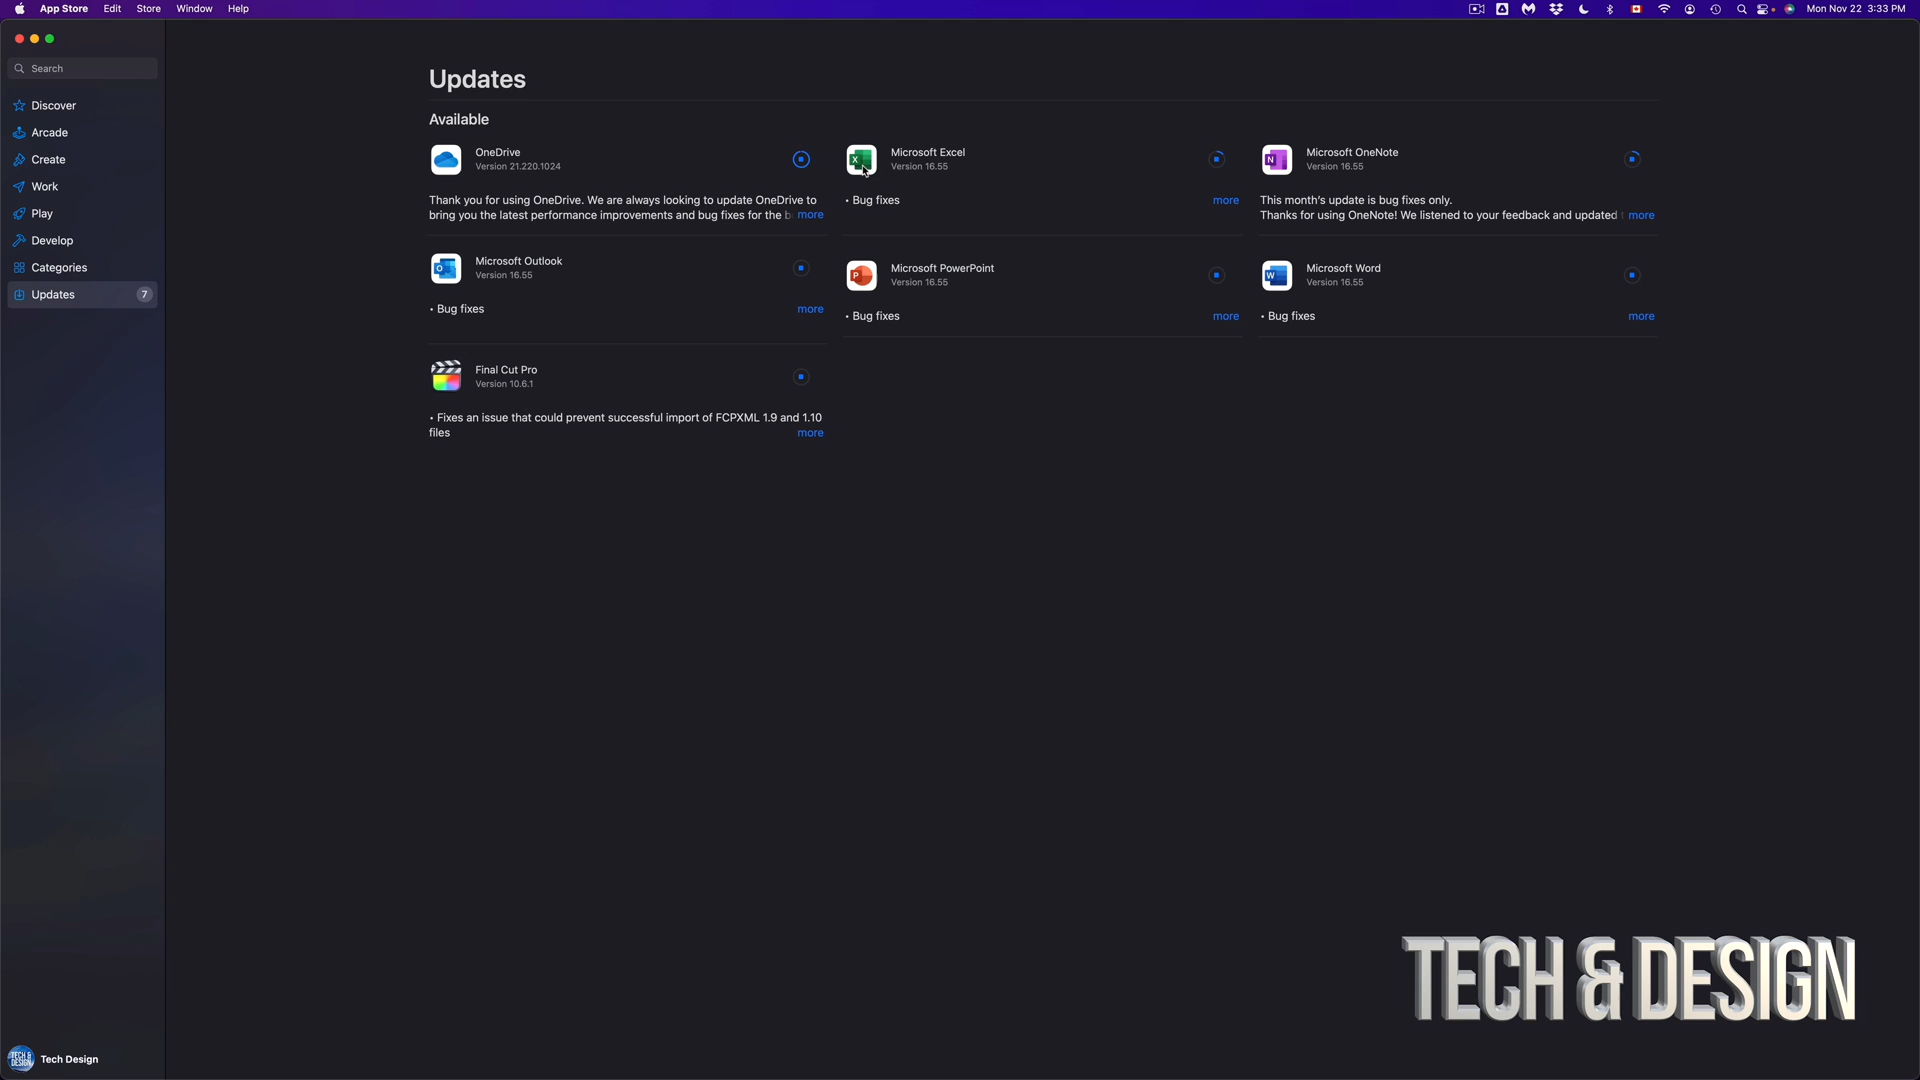 App Store Edit Store Window Help
Mon Nov 22 3:33 PM
Search
Discover
Arcade
Create
Work
Play
Develop
Categories
Updates 7
Updates
Available
OneDrive
Version 21.220.1024
Thank you for using OneDrive. We are always looking to update OneDrive to
bring you the latest performance improvements and bug fixes for the b more
Microsoft Excel
Version 16.55
• Bug fixes more
Microsoft OneNote
Version 16.55
This month's update is bug fixes only.
Thanks for using OneNote! We listened to your feedback and updated more
Microsoft Outlook
Version 16.55
• Bug fixes more
Microsoft PowerPoint
Version 16.55
• Bug fixes more
Microsoft Word
Version 16.55
• Bug fixes more
Final Cut Pro
Version 10.6.1
• Fixes an issue that could prevent successful import of FCPXML 1.9 and 1.10
files more
TECH & DESIGN
TECH &
DESIGN
Tech Design